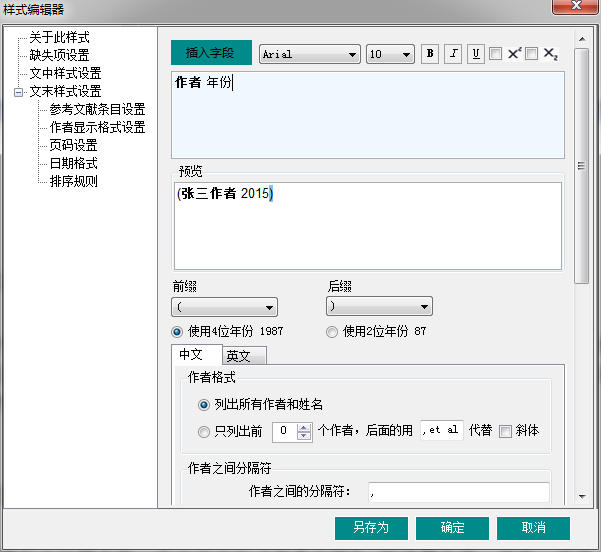 样式编辑器
关于此样式
缺失项设置
文中样式设置
文末样式设置
参考文献条目设置
作者显示格式设置
页码设置
日期格式
排序规则
插入字段 Arial 10 B I U X² X₂
作者 年份
预览
(张三作者 2015)
前缀 后缀
( )
使用4位年份 1987 使用2位年份 87
中文 英文
作者格式
列出所有作者和姓名
只列出前 0 个作者，后面的用 ,et al 代替 斜体
作者之间分隔符
作者之间的分隔符： ,
另存为 确定 取消